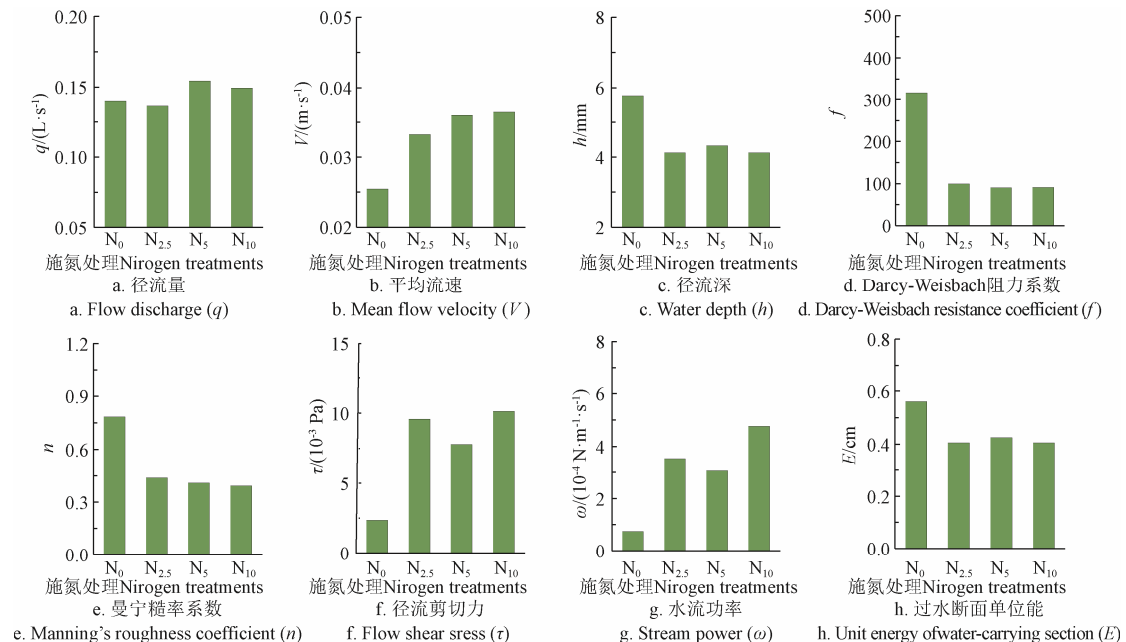 0.20
0.15
0.10
0.05
q/(L·s⁻¹)
N₀ N₂.₅ N₅ N₁₀
施氮处理Nirogen treatments
a. 径流量
a. Flow discharge (q)
0.05
0.04
0.03
0.02
V/(m·s⁻¹)
N₀ N₂.₅ N₅ N₁₀
施氮处理Nirogen treatments
b. 平均流速
b. Mean flow velocity (V)
8
6
4
2
h/mm
N₀ N₂.₅ N₅ N₁₀
施氮处理Nirogen treatments
c. 径流深
c. Water depth (h)
500
400
300
200
100
0
f
N₀ N₂.₅ N₅ N₁₀
施氮处理Nirogen treatments
d. Darcy-Weisbach阻力系数
d. Darcy-Weisbach resistance coefficient (f)
1.2
0.9
0.6
0.3
0.0
n
N₀ N₂.₅ N₅ N₁₀
施氮处理Nirogen treatments
e. 曼宁糙率系数
e. Manning's roughness coefficient (n)
15
10
5
0
τ/(10⁻³ Pa)
N₀ N₂.₅ N₅ N₁₀
施氮处理Nirogen treatments
f. 径流剪切力
f. Flow shear sress (τ)
8
6
4
2
0
ω/(10⁻⁴ N·m⁻¹·s⁻¹)
N₀ N₂.₅ N₅ N₁₀
施氮处理Nirogen treatments
g. 水流功率
g. Stream power (ω)
0.8
0.6
0.4
0.2
0.0
E/cm
N₀ N₂.₅ N₅ N₁₀
施氮处理Nirogen treatments
h. 过水断面单位能
h. Unit energy ofwater-carrying section (E)